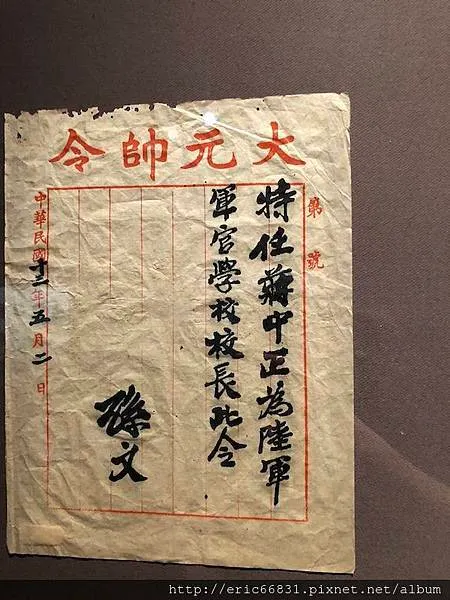 大元帥令
第　號
特任蔣中正為陸軍
軍官學校校長此令
孫文
中華民國十三年五月二日
http://eric66831.pixnet.net/album